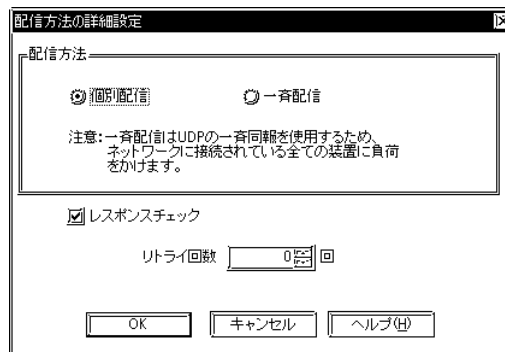 配信方法の詳細設定
配信方法
個別配信 一斉配信
注意:一斉配信はUDPの一斉同報を使用するため、
ネットワークに接続されている全ての装置に負荷
をかけます。
レスポンスチェック
リトライ回数 0 回
OK キャンセル ヘルプ(H)